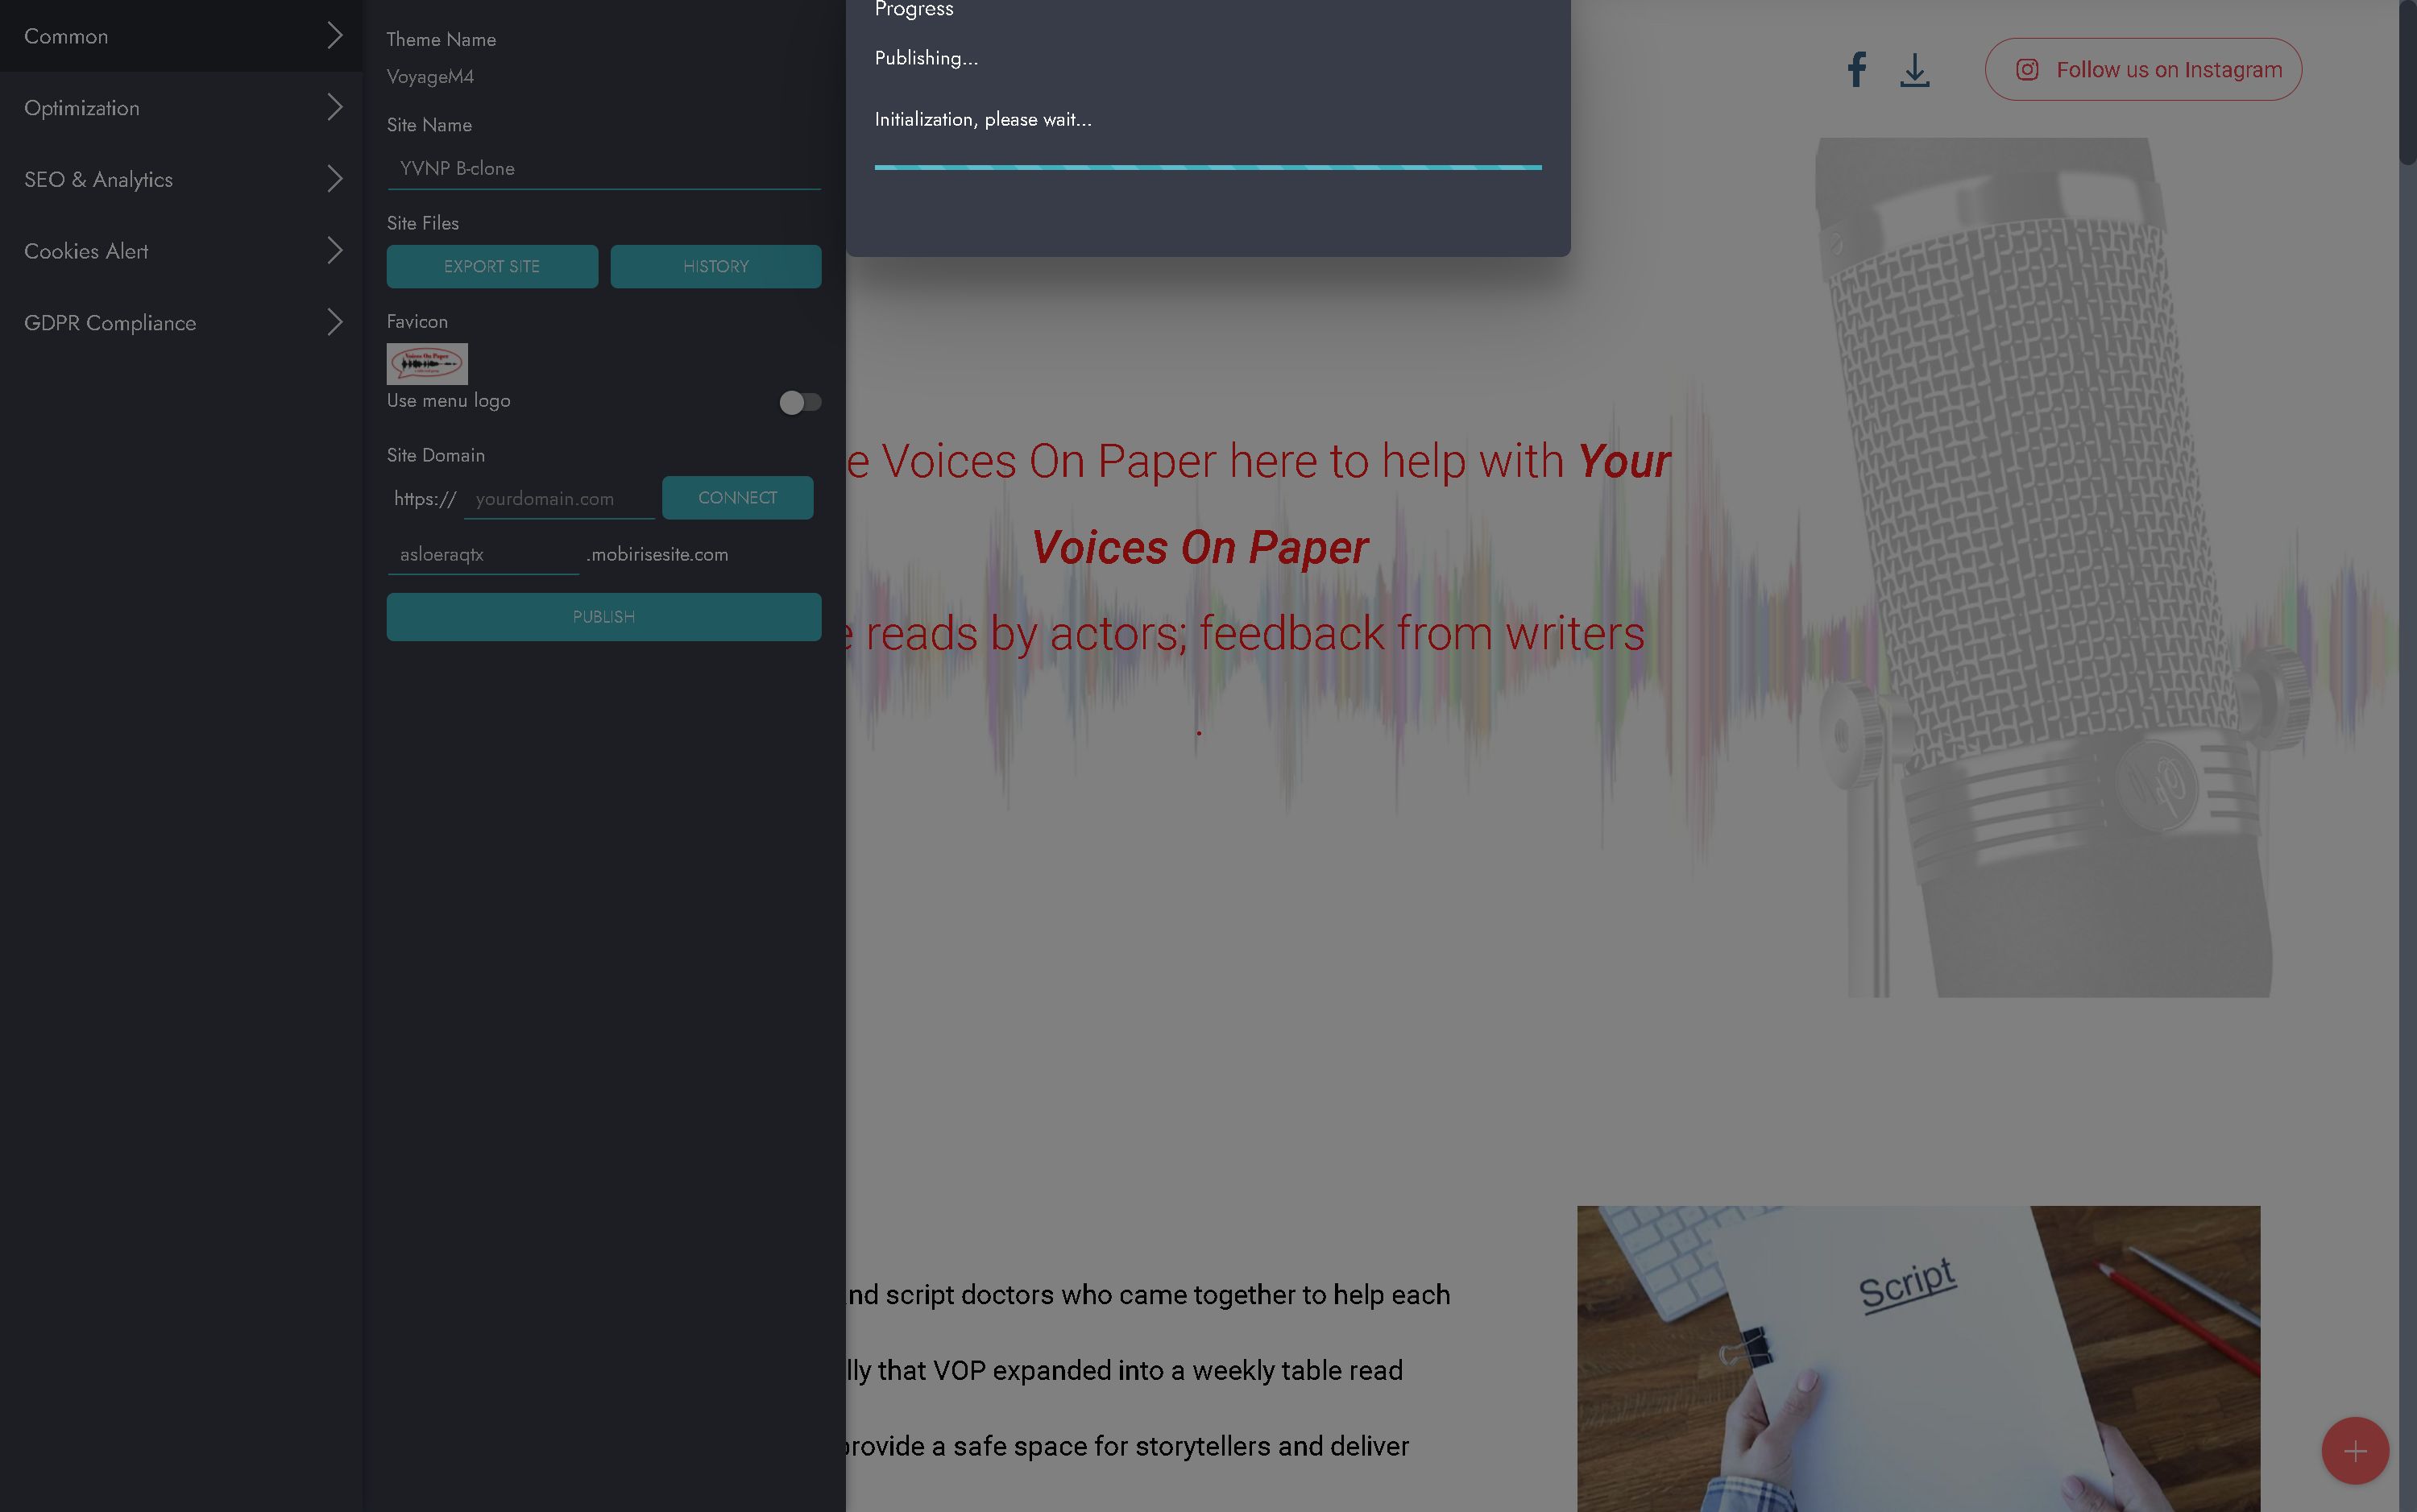 Common
Optimization
SEO & Analytics
Cookies Alert
GDPR Compliance
Theme Name
VoyageM4
Site Name
YVNP B-clone
Site Files
EXPORT SITE HISTORY
Favicon
Voices On Paper
Use menu logo
Site Domain
https:// yourdomain.com CONNECT
asloeraqtx .mobirisesite.com
PUBLISH
Progress
Publishing...
Initialization, please wait...
Follow us on Instagram
e Voices On Paper here to help with Your
Voices On Paper
e reads by actors; feedback from writers
.
nd script doctors who came together to help each
lly that VOP expanded into a weekly table read
provide a safe space for storytellers and deliver
Script